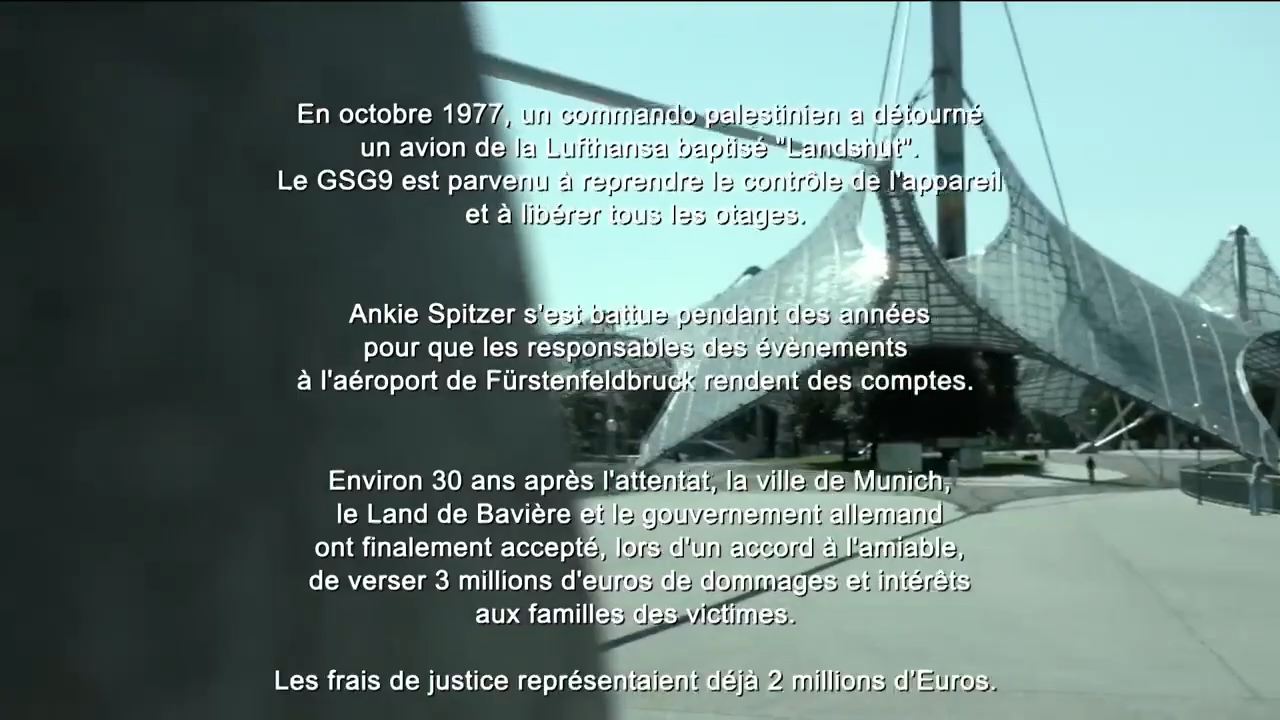 En octobre 1977, un commando palestinien a détourné
un avion de la Lufthansa baptisé "Landshut".
Le GSG9 est parvenu à reprendre le contrôle de l'appareil
et à libérer tous les otages.
Ankie Spitzer s'est battue pendant des années
pour que les responsables des évènements
à l'aéroport de Fürstenfeldbruck rendent des comptes.
Environ 30 ans après l'attentat, la ville de Munich,
le Land de Bavière et le gouvernement allemand
ont finalement accepté, lors d'un accord à l'amiable,
de verser 3 millions d'euros de dommages et intérêts
aux familles des victimes.
Les frais de justice représentaient déjà 2 millions d'Euros.